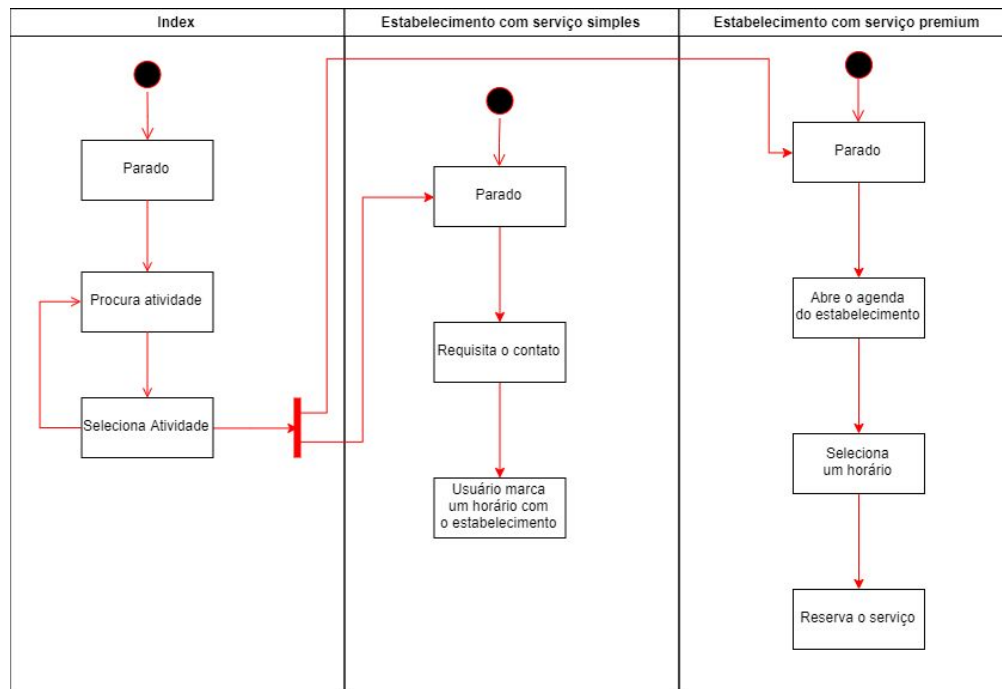 Index
Estabelecimento com serviço simples
Estabelecimento com serviço premium
Parado
Procura atividade
Seleciona Atividade
Parado
Requisita o contato
Usuário marca
um horário com
o estabelecimento
Parado
Abre o agenda
do estabelecimento
Seleciona
um horário
Reserva o serviço